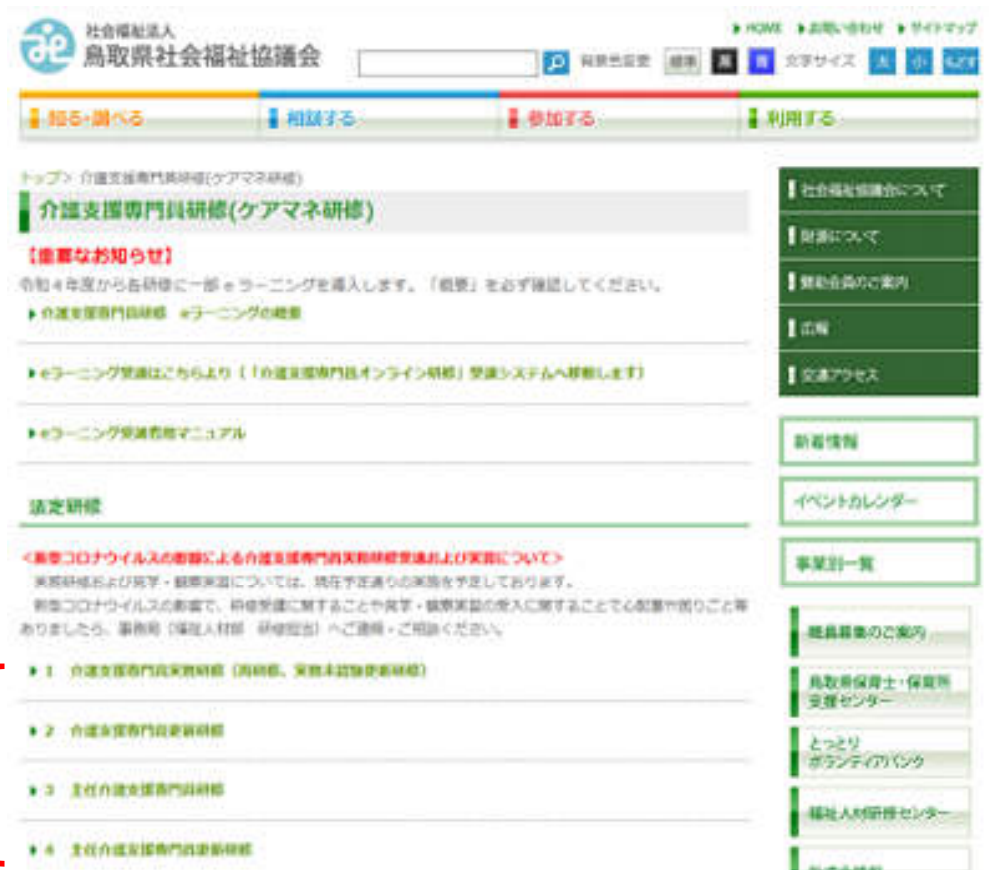 社会福祉法人
鳥取県社会福祉協議会
HOME お問い合わせ サイトマップ
背景色変更 標準 黒 青 文字サイズ 大 小 もどす
知る・調べる 相談する 参加する 利用する
トップ> 介護支援専門員研修(ケアマネ研修)
介護支援専門員研修(ケアマネ研修)
【重要なお知らせ】
令和4年度から各研修に一部eラーニングを導入します。「概要」を必ず確認してください。
介護支援専門員研修 eラーニングの概要
eラーニング受講はこちらより(「介護支援専門員オンライン研修」受講システムへ移動します)
eラーニング受講者用マニュアル
法定研修
<新型コロナウイルスの影響による介護支援専門員実務研修受講および実習について>
実務研修および見学・観察実習については、現在予定通りの実施を予定しております。
新型コロナウイルスの影響で、研修受講に関することや見学・観察実習の受入に関することで心配事や困りごと等
ありましたら、事務局(福祉人材部 研修担当)へご連絡・ご相談ください。
1 介護支援専門員実務研修(再研修、実務未経験更新研修)
2 介護支援専門員更新研修
3 主任介護支援専門員研修
4 主任介護支援専門員更新研修
社会福祉協議会について
財源について
賛助会員のご案内
広報
交通アクセス
新着情報
イベントカレンダー
事業別一覧
職員募集のご案内
鳥取県保育士・保育所
支援センター
とっとり
ボランティアバンク
福祉人材研修センター